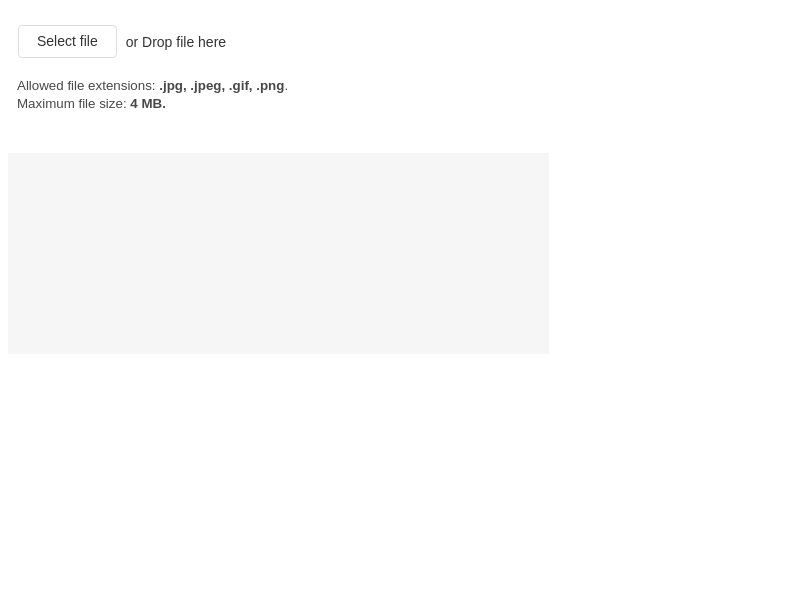 Select file or Drop file here
Allowed file extensions: .jpg, .jpeg, .gif, .png.
Maximum file size: 4 MB.